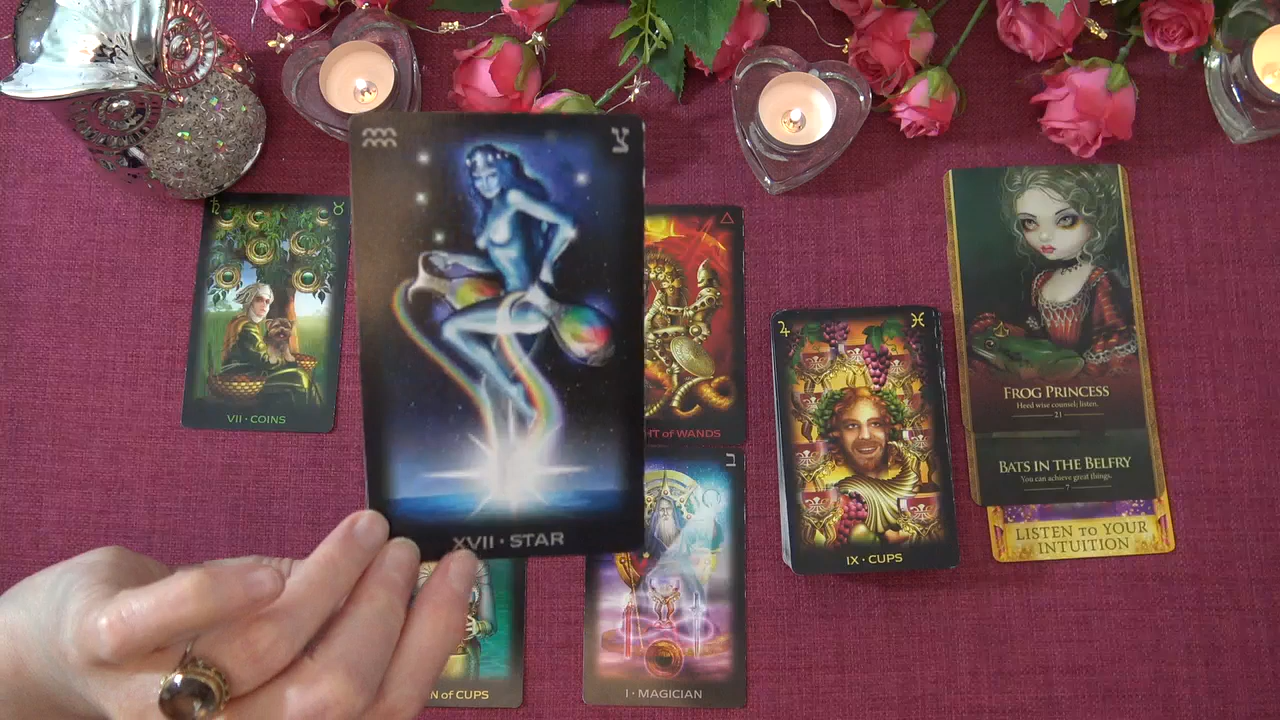 צ
VII · COINS
XVII · STAR
HT of WANDS
ב
N of CUPS
I · MAGICIAN
IX · CUPS
FROG PRINCESS
Heed wise counsel; listen.
21
BATS IN THE BELFRY
You can achieve great things.
7
LISTEN TO YOUR
INTUITION